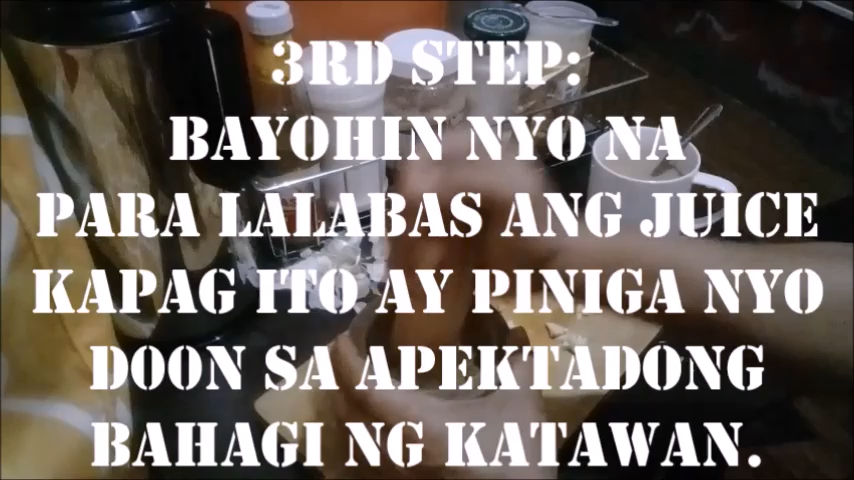 3RD STEP:
BAYOHIN NYO NA
PARA LALABAS ANG JUICE
KAPAG ITO AY PINIGA NYO
DOON SA APEKTADONG
BAHAGI NG KATAWAN.